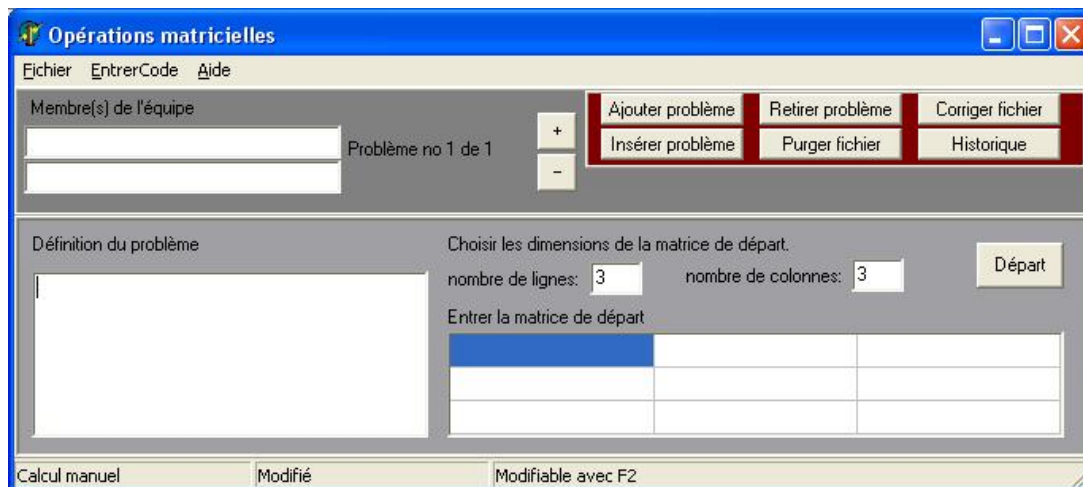 Opérations matricielles
Fichier EntrerCode Aide
Membre(s) de l'équipe
Problème no 1 de 1
+
-
Ajouter problème Retirer problème Corriger fichier
Insérer problème Purger fichier Historique
Définition du problème
Choisir les dimensions de la matrice de départ.
nombre de lignes: 3 nombre de colonnes: 3
Départ
Entrer la matrice de départ
Calcul manuel Modifié Modifiable avec F2